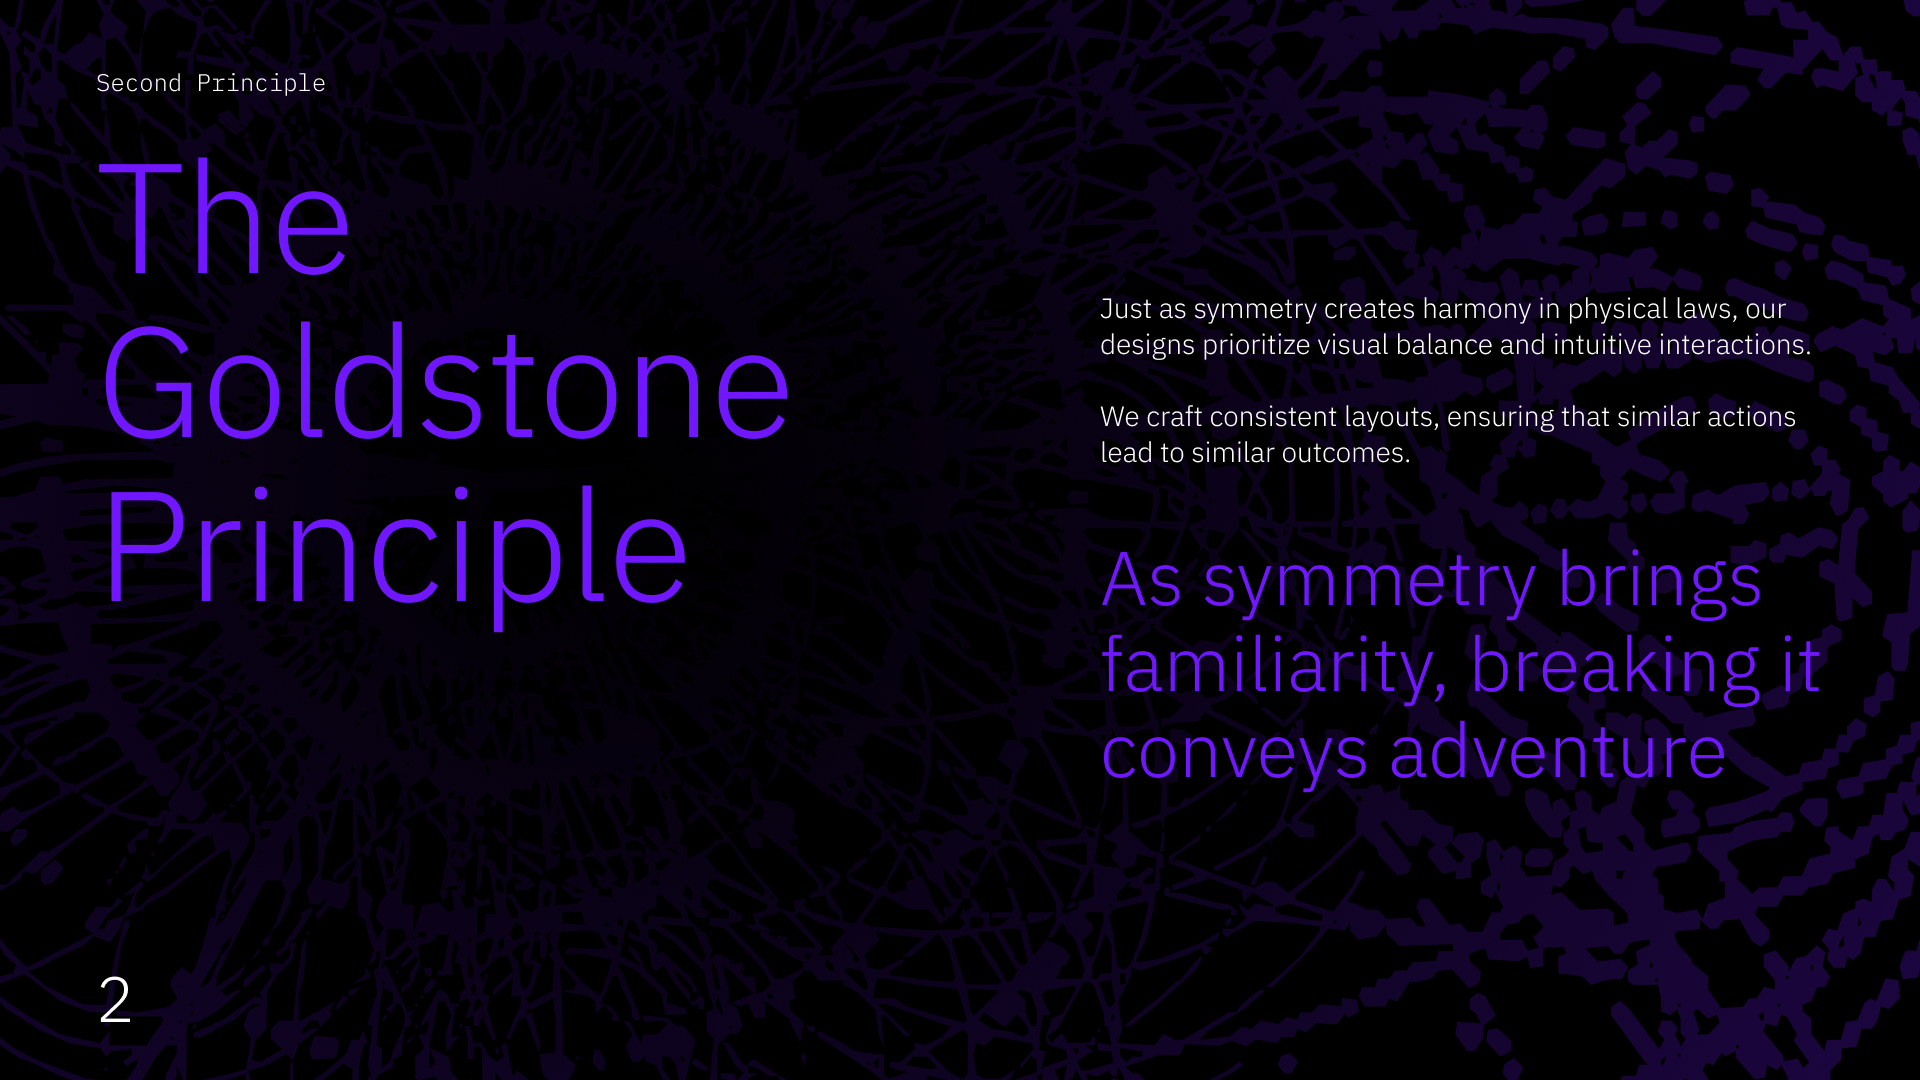 Second Principle
The
Goldstone
Principle
Just as symmetry creates harmony in physical laws, our
designs prioritize visual balance and intuitive interactions.
We craft consistent layouts, ensuring that similar actions
lead to similar outcomes.
As symmetry brings
familiarity, breaking it
conveys adventure
2